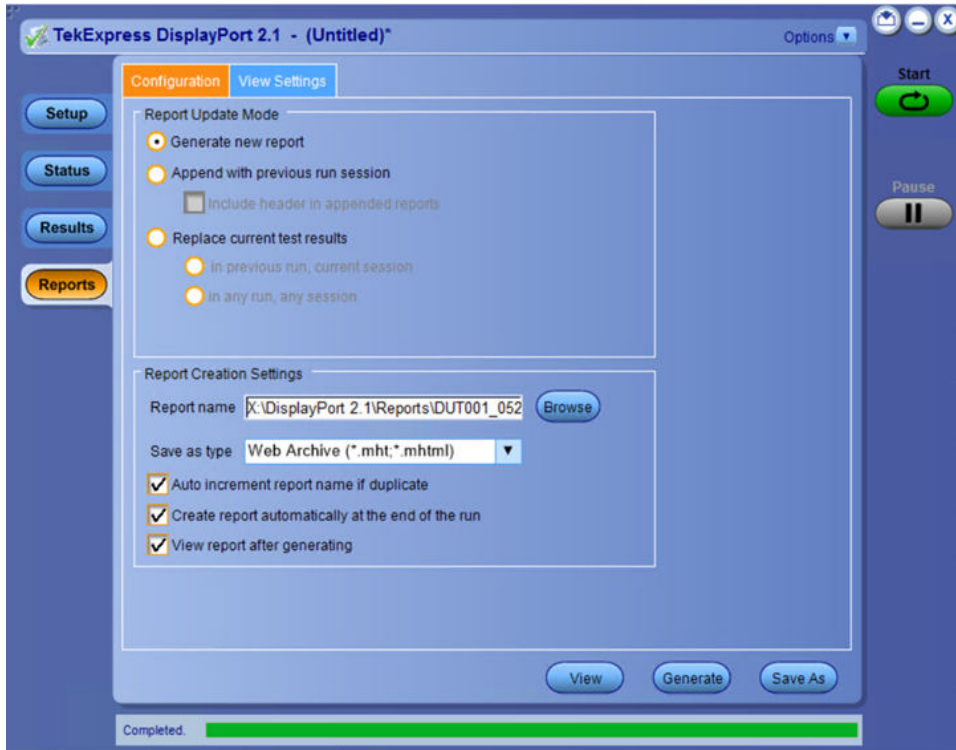 TekExpress DisplayPort 2.1 - (Untitled)*
Options
X
Start
Pause
Setup
Status
Results
Reports
Configuration
View Settings
Report Update Mode
Generate new report
Append with previous run session
Include header in appended reports
Replace current test results
In previous run, current session
In any run, any session
Report Creation Settings
Report name X:\DisplayPort 2.1\Reports\DUT001_052 Browse
Save as type Web Archive (*.mht;*.mhtml)
Auto increment report name if duplicate
Create report automatically at the end of the run
View report after generating
View Generate Save As
Completed.